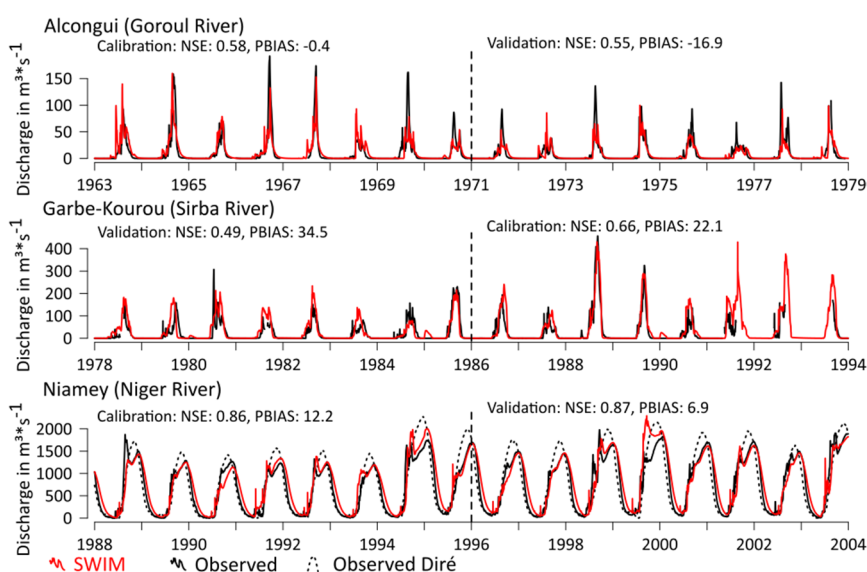 Alcongui (Goroul River)
Calibration: NSE: 0.58, PBIAS: -0.4
Validation: NSE: 0.55, PBIAS: -16.9
Discharge in m³*s⁻¹
150
100
50
0
1963 1965 1967 1969 1971 1973 1975 1977 1979
Garbe-Kourou (Sirba River)
Validation: NSE: 0.49, PBIAS: 34.5
Calibration: NSE: 0.66, PBIAS: 22.1
Discharge in m³*s⁻¹
400
300
200
100
0
1978 1980 1982 1984 1986 1988 1990 1992 1994
Niamey (Niger River)
Calibration: NSE: 0.86, PBIAS: 12.2
Validation: NSE: 0.87, PBIAS: 6.9
Discharge in m³*s⁻¹
2000
1500
1000
500
0
1988 1990 1992 1994 1996 1998 2000 2002 2004
SWIM Observed Observed Diré